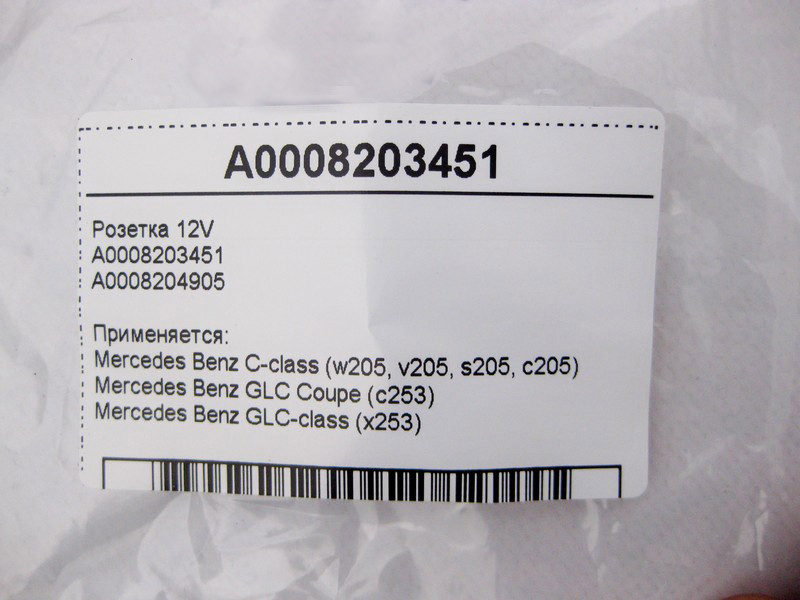 A0008203451
Розетка 12V
A0008203451
A0008204905
Применяется:
Mercedes Benz C-class (w205, v205, s205, c205)
Mercedes Benz GLC Coupe (c253)
Mercedes Benz GLC-class (x253)